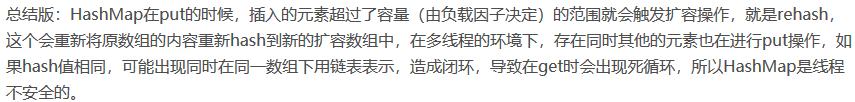 总结版：HashMap在put的时候，插入的元素超过了容量（由负载因子决定）的范围就会触发扩容操作，就是rehash，
这个会重新将原数组的内容重新hash到新的扩容数组中，在多线程的环境下，存在同时其他的元素也在进行put操作，如
果hash值相同，可能出现同时在同一数组下用链表表示，造成闭环，导致在get时会出现死循环，所以HashMap是线程
不安全的。